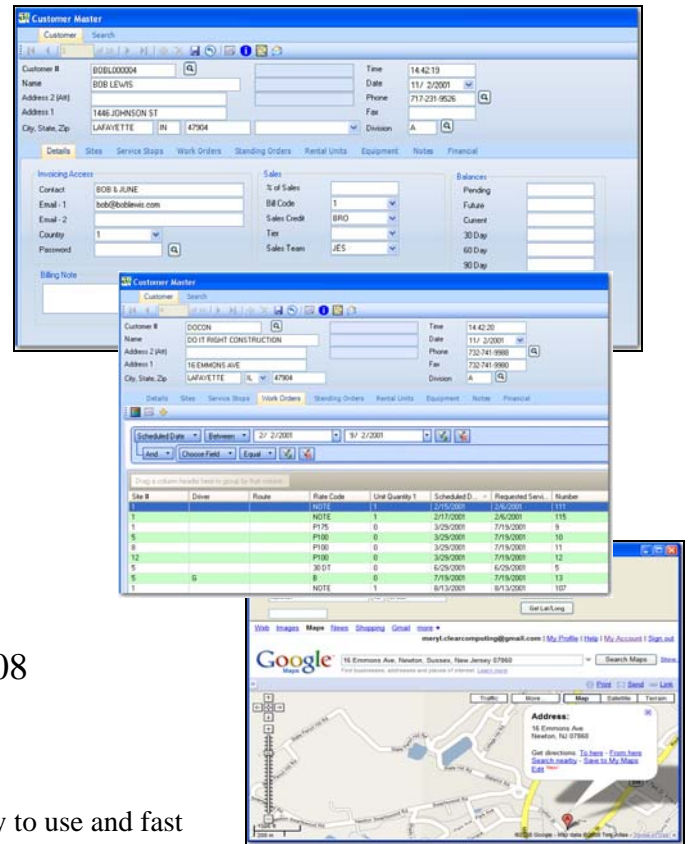 Customer Master
Customer Search
Customer # BOBL000004 Time 14:42:19
Name BOB LEWIS Date 11/ 2/2001
Address 2 (Alt) Phone 717-231-9526
Address 1 1446 JOHNSON ST Fax
City, State, Zip LAFAYETTE IN 47904 Division A
Details Sites Service Stops Work Orders Standing Orders Rental Units Equipment Notes Financial
Invoicing Access Sales Balances
Contact BOB & JUNE % of Sales Pending
Email - 1 bob@boblewis.com Bill Code 1 Future
Email - 2 Sales Credit BRO Current
Country 1 Tier 30 Day
Password Sales Team JES 60 Day
90 Day
Billing Note
Customer Master
Customer Search
Customer # DOCON Time 14:42:20
Name DO IT RIGHT CONSTRUCTION Date 11/ 2/2001
Address 2 (Alt) Phone 732-741-9988
Address 1 16 EMMONS AVE Fax 732-741-9980
City, State, Zip LAFAYETTE IL 47904 Division A
Details Sites Service Stops Work Orders Standing Orders Rental Units Equipment Notes Financial
Scheduled Date Between 2/ 2/2001 9/ 2/2001
And Choose Field Equal
Drag a column header here to group by that column
Site # Driver Route Rate Code Unit Quantity 1 Scheduled D... Requested Servi... Number
1 NOTE 1 2/15/2001 2/6/2001 111
1 NOTE 1 2/17/2001 2/6/2001 115
1 P175 0 3/29/2001 7/19/2001 9
5 P100 0 3/29/2001 7/19/2001 10
8 P100 0 3/29/2001 7/19/2001 11
12 P100 0 3/29/2001 7/19/2001 12
5 30 DT 0 6/29/2001 6/29/2001 5
5 G B 0 7/19/2001 7/19/2001 13
1 NOTE 1 8/13/2001 8/13/2001 107
Get Lat/Long
Web Images Maps News Shopping Gmail more
meryl.clearcomputing@gmail.com | My Profile | Help | My Account | Sign out
Google Maps 16 Emmons Ave, Newton, Sussex, New Jersey 07860 Search Maps
Find businesses, addresses and places of interest. Learn more
Print Send Link
Traffic More... Map Satellite Terrain
Address:
16 Emmons Ave
Newton, NJ 07860
Get directions: To here - From here
Search nearby - Save to My Maps
Edit New!
08
y to use and fast